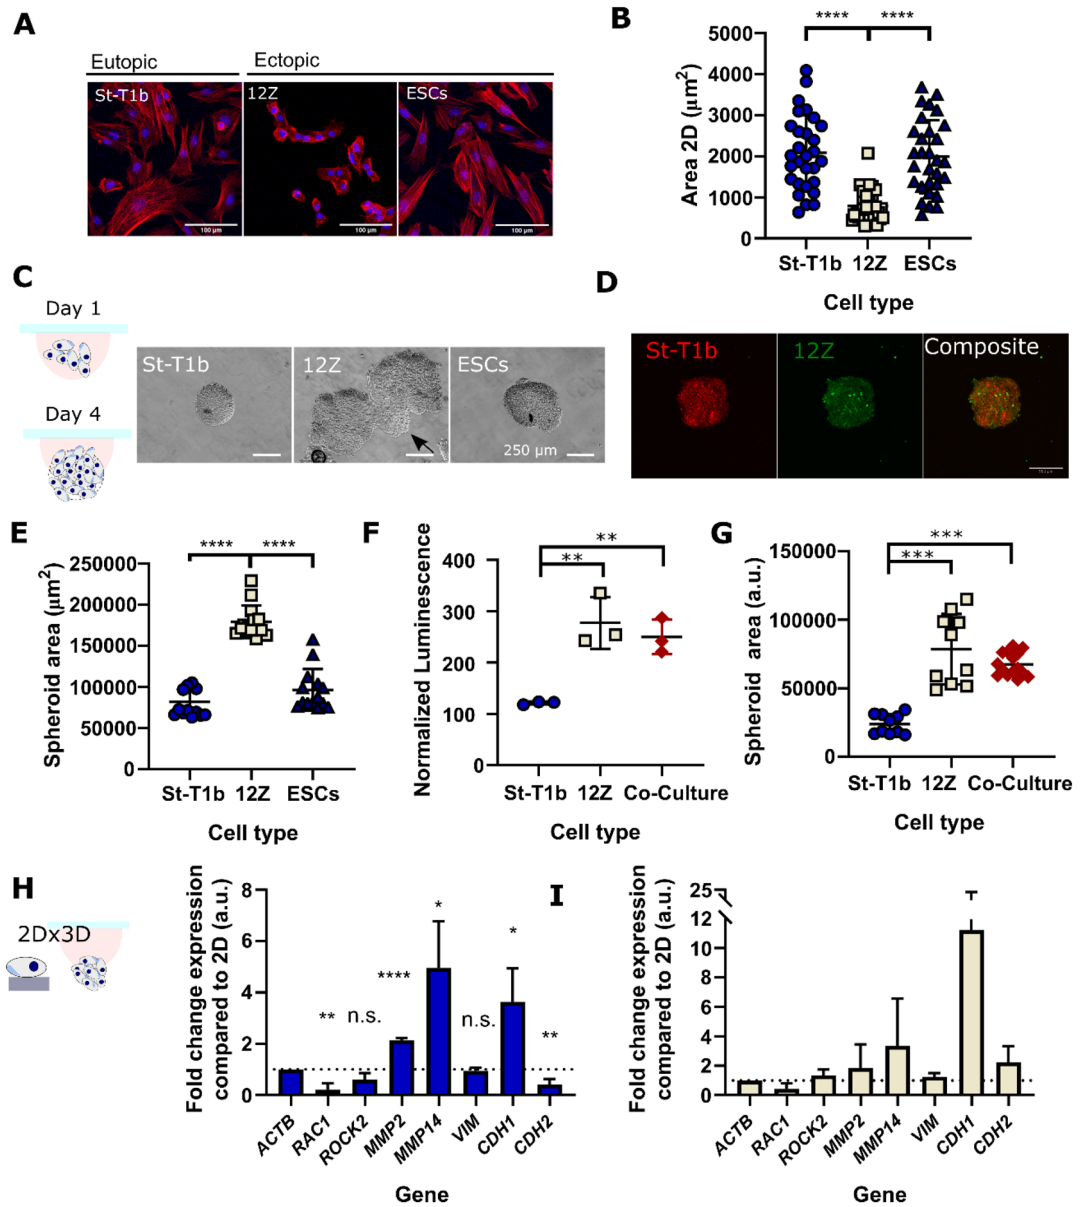 A
Eutopic
Ectopic
St-T1b
12Z
ESCs
100 µm
100 µm
100 µm
B
Area 2D (µm²)
5000
4000
3000
2000
1000
0
****
****
St-T1b
12Z
ESCs
Cell type
C
Day 1
Day 4
St-T1b
12Z
ESCs
250 µm
D
St-T1b
12Z
Composite
E
Spheroid area (µm²)
250000
200000
150000
100000
50000
0
****
****
St-T1b
12Z
ESCs
Cell type
F
Normalized Luminescence
400
300
200
100
0
**
**
St-T1b
12Z
Co-Culture
Cell type
G
Spheroid area (a.u.)
150000
100000
50000
0
***
***
St-T1b
12Z
Co-Culture
Cell type
H
2Dx3D
Fold change expression
compared to 2D (a.u.)
8
6
4
2
0
**
n.s.
****
*
n.s.
*
**
ACTB
RAC1
ROCK2
MMP2
MMP14
VIM
CDH1
CDH2
Gene
I
Fold change expression
compared to 2D (a.u.)
25
12
10
8
6
4
2
0
ACTB
RAC1
ROCK2
MMP2
MMP14
VIM
CDH1
CDH2
Gene